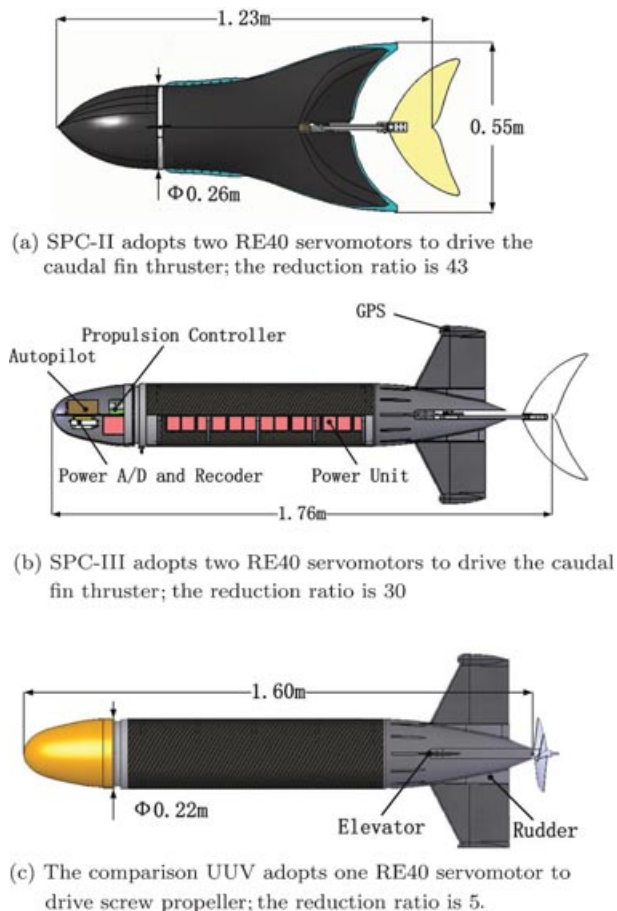 1.23m
0.55m
Φ0.26m
(a) SPC-II adopts two RE40 servomotors to drive the
caudal fin thruster; the reduction ratio is 43
GPS
Propulsion Controller
Autopilot
Power A/D and Recoder
Power Unit
1.76m
(b) SPC-III adopts two RE40 servomotors to drive the caudal
fin thruster; the reduction ratio is 30
1.60m
Φ0.22m
Elevator
Rudder
(c) The comparison UUV adopts one RE40 servomotor to
drive screw propeller; the reduction ratio is 5.